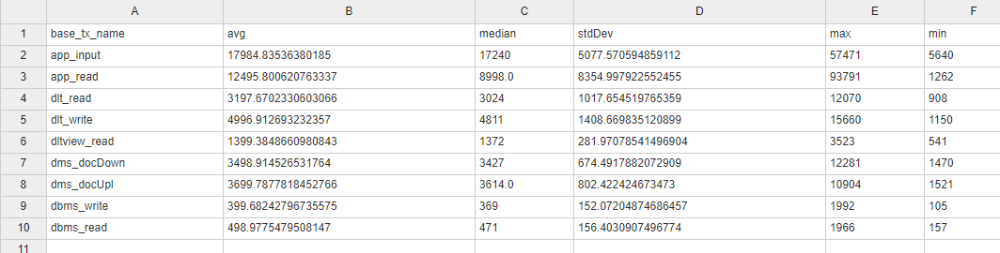 A B C D E F
1 base_tx_name avg median stdDev max min
2 app_input 17984.83536380185 17240 5077.570594859112 57471 5640
3 app_read 12495.800620763337 8998.0 8354.997922552455 93791 1262
4 dlt_read 3197.6702330603066 3024 1017.654519765359 12070 908
5 dlt_write 4996.912693232357 4811 1408.669835120899 15660 1150
6 dltview_read 1399.3848660980843 1372 281.97078541496904 3523 541
7 dms_docDown 3498.914526531764 3427 674.4917882072909 12281 1470
8 dms_docUpl 3699.7877818452766 3614.0 802.422424673473 10904 1521
9 dbms_write 399.68242796735575 369 152.07204874686457 1992 105
10 dbms_read 498.9775479508147 471 156.4030907496774 1966 157
11